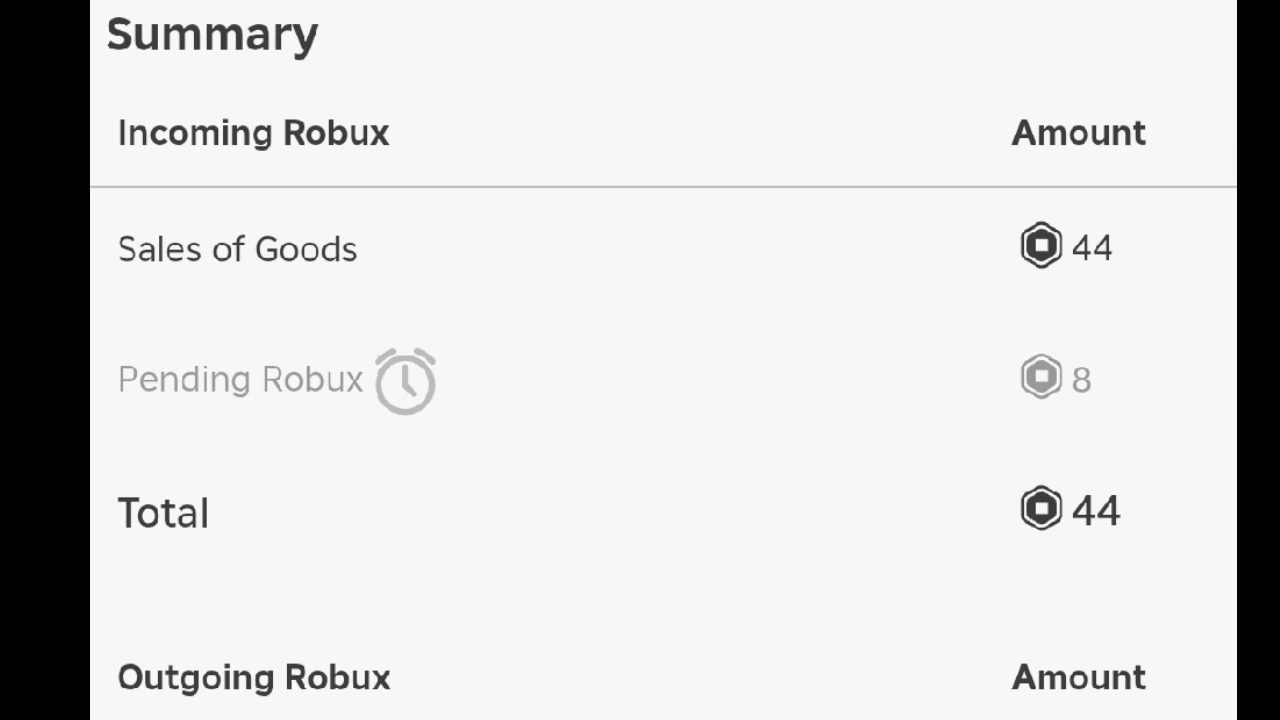 Summary
Incoming Robux Amount
Sales of Goods 44
Pending Robux 8
Total 44
Outgoing Robux Amount